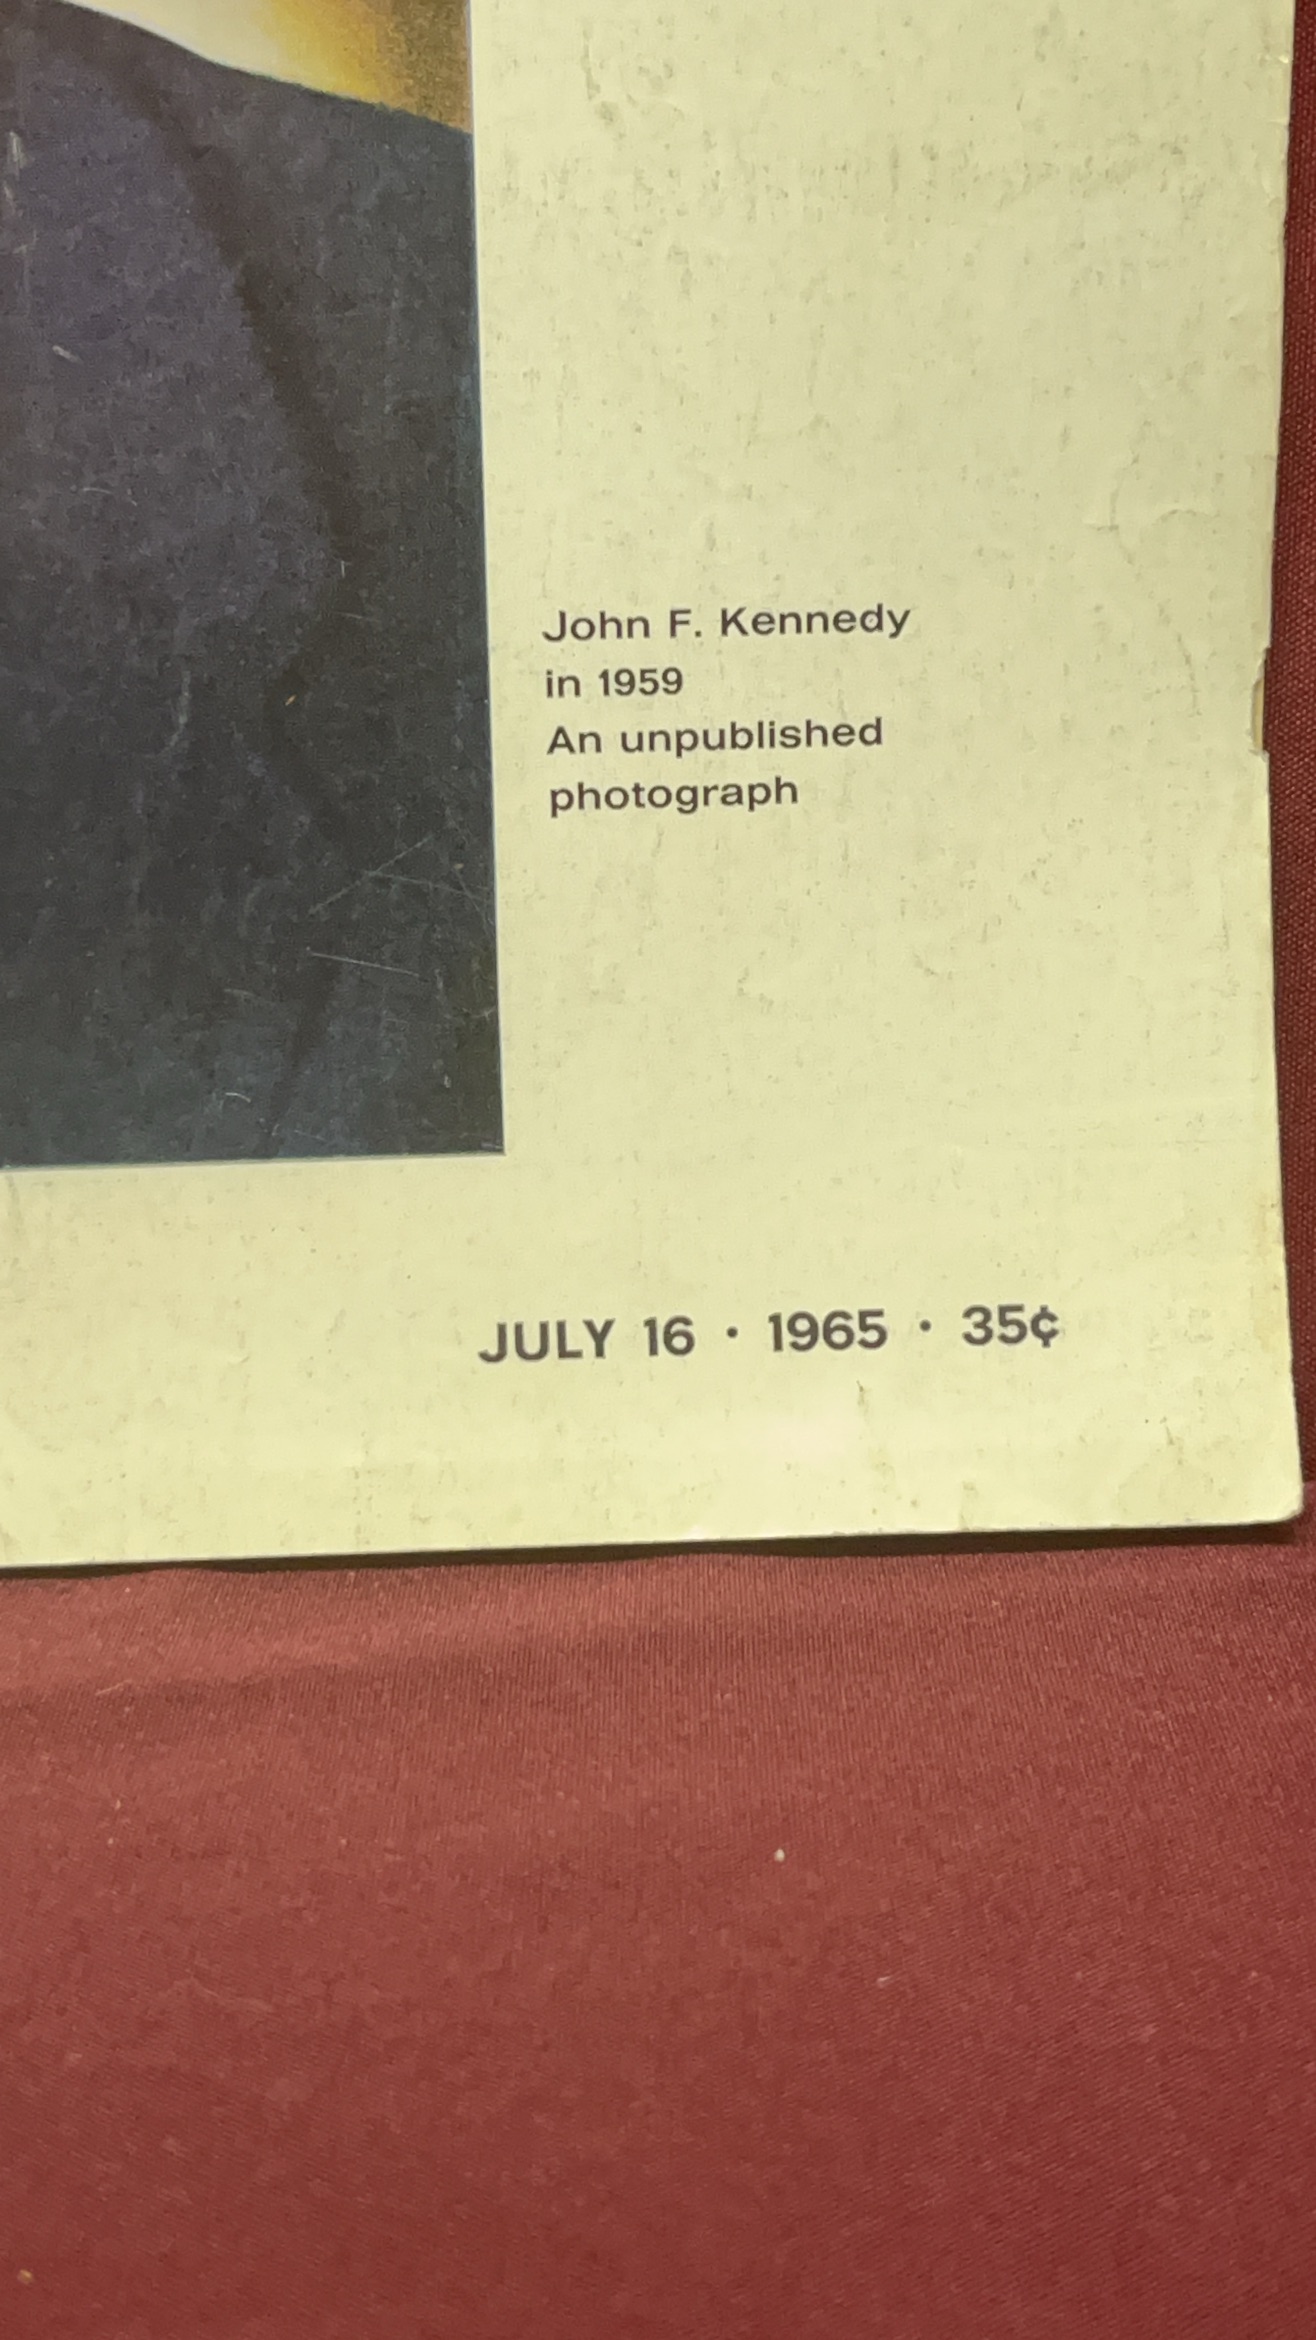 John F. Kennedy
in 1959
An unpublished
photograph
JULY 16 · 1965 · 35¢